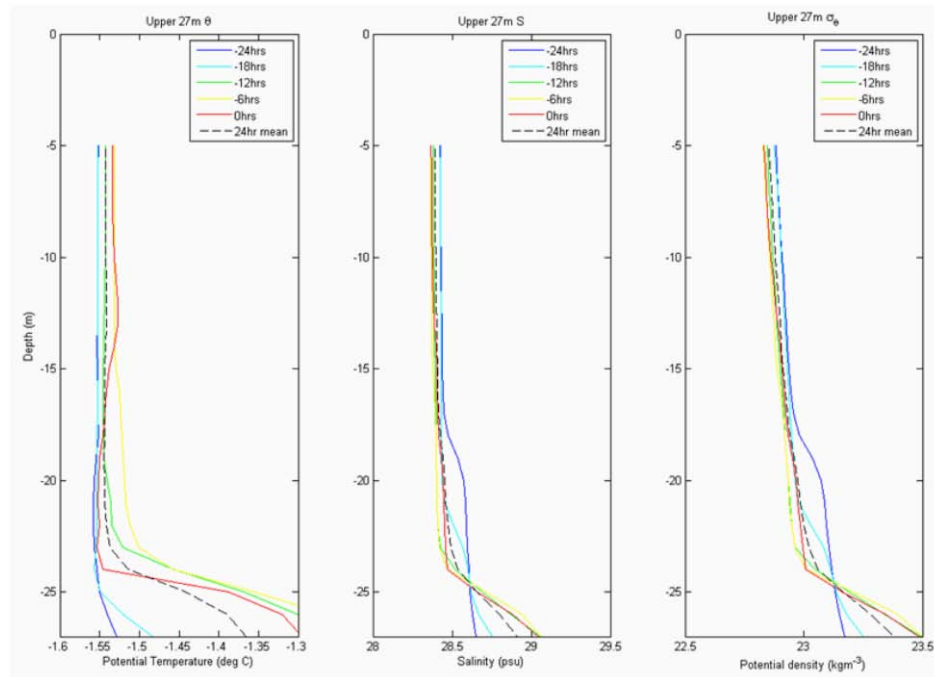 Upper 27m θ
0
-5
-10
-15
-20
-25
Depth (m)
-1.6 -1.55 -1.5 -1.45 -1.4 -1.35 -1.3
Potential Temperature (deg C)
-24hrs
-18hrs
-12hrs
-6hrs
0hrs
24hr mean
Upper 27m S
0
-5
-10
-15
-20
-25
28 28.5 29 29.5
Salinity (psu)
-24hrs
-18hrs
-12hrs
-6hrs
0hrs
24hr mean
Upper 27m σθ
0
-5
-10
-15
-20
-25
22.5 23 23.5
Potential density (kgm-3)
-24hrs
-18hrs
-12hrs
-6hrs
0hrs
24hr mean